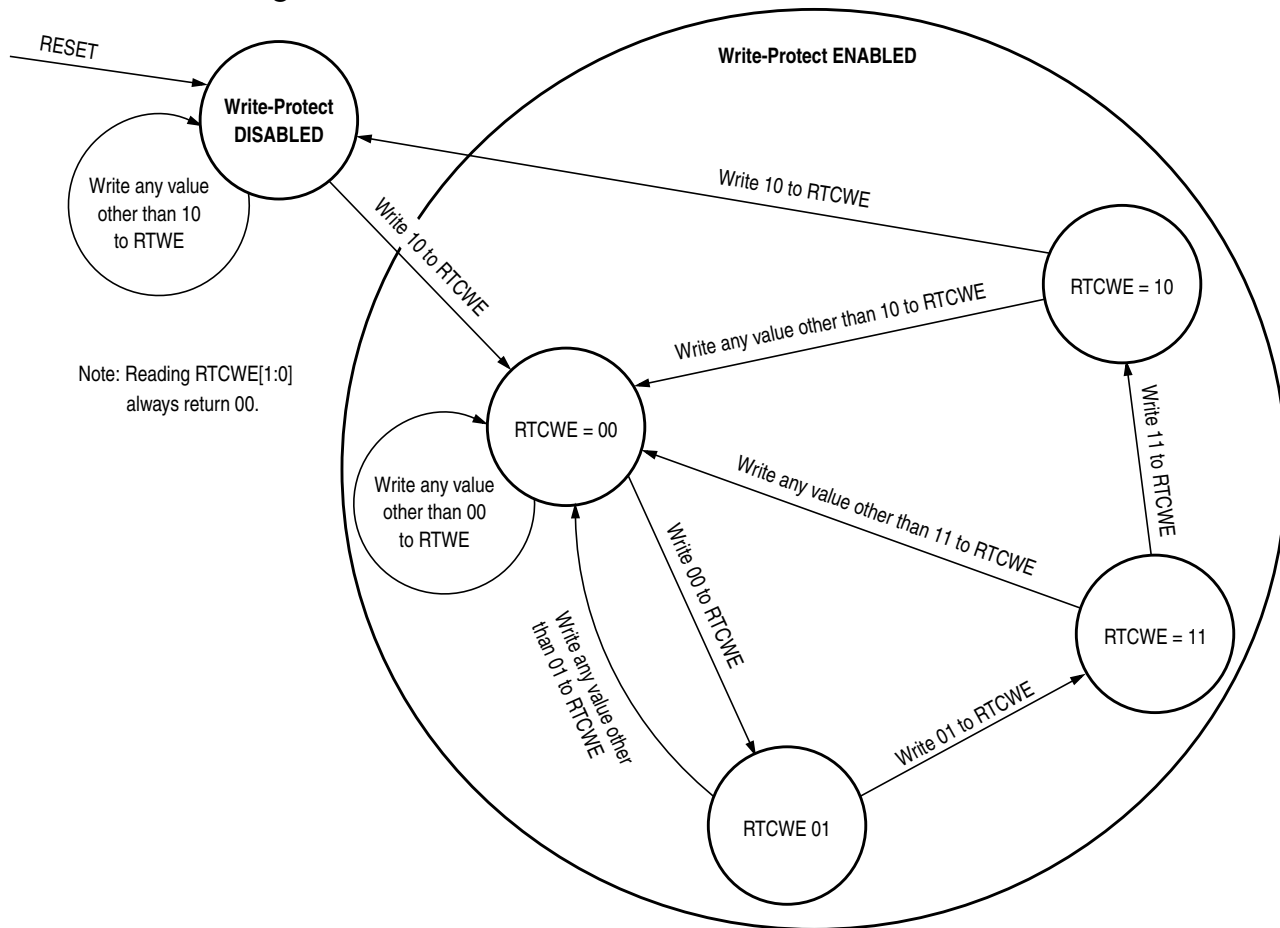 RESET
Write-Protect ENABLED
Write-Protect
DISABLED
Write any value
other than 10
to RTWE
Write 10 to RTCWE
Write 10 to RTCWE
RTCWE = 10
Write any value other than 10 to RTCWE
Note: Reading RTCWE[1:0]
always return 00.
RTCWE = 00
Write 11 to RTCWE
Write any value other than 11 to RTCWE
Write any value
other than 00
to RTWE
Write 00 to RTCWE
RTCWE = 11
Write any value other
than 01 to RTCWE
Write 01 to RTCWE
RTCWE 01